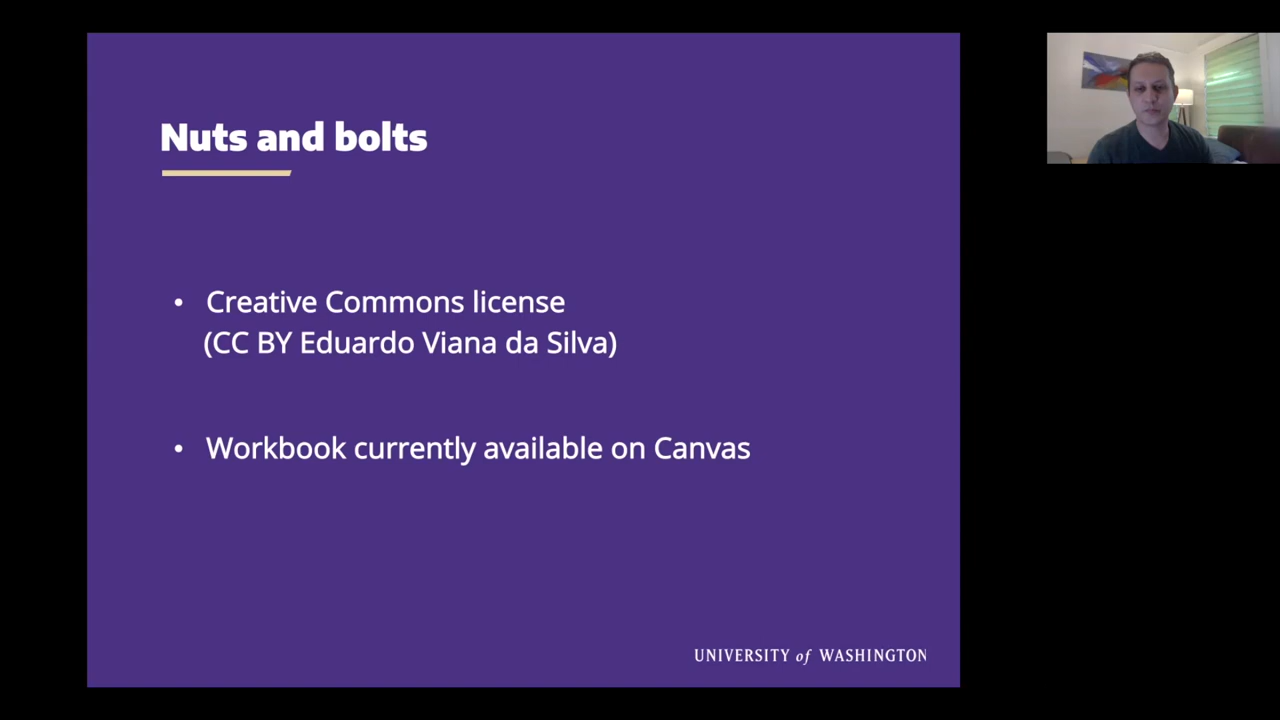 Nuts and bolts
• Creative Commons license
(CC BY Eduardo Viana da Silva)
• Workbook currently available on Canvas
UNIVERSITY of WASHINGTON